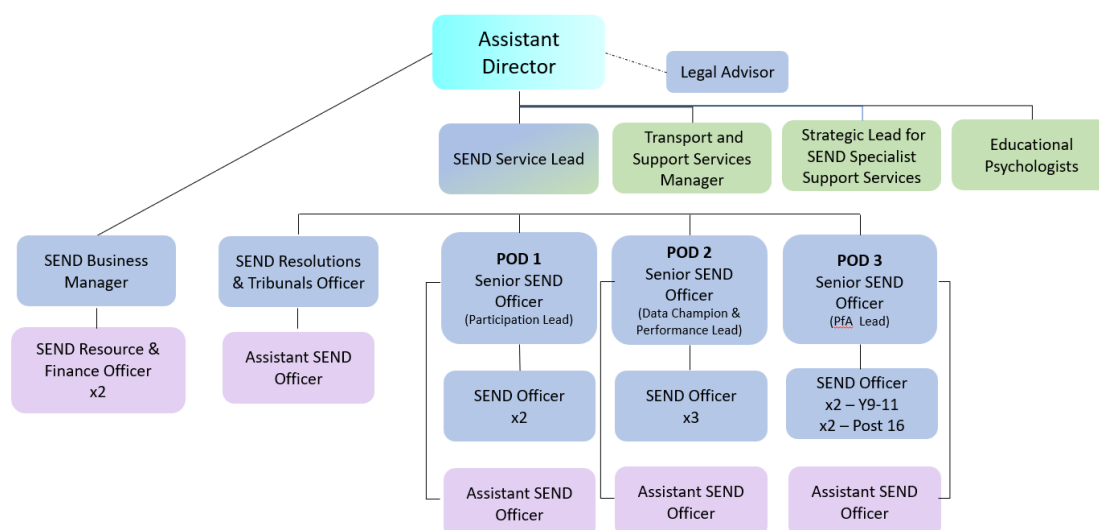 Assistant
Director
Legal Advisor
SEND Service Lead
Transport and
Support Services
Manager
Strategic Lead for
SEND Specialist
Support Services
Educational
Psychologists
SEND Business
Manager
SEND Resolutions
& Tribunals Officer
POD 1
Senior SEND
Officer
(Participation Lead)
POD 2
Senior SEND
Officer
(Data Champion &
Performance Lead)
POD 3
Senior SEND
Officer
(PfA Lead)
SEND Resource &
Finance Officer
x2
Assistant SEND
Officer
SEND Officer
x2
SEND Officer
x3
SEND Officer
x2 – Y9-11
x2 – Post 16
Assistant SEND
Officer
Assistant SEND
Officer
Assistant SEND
Officer